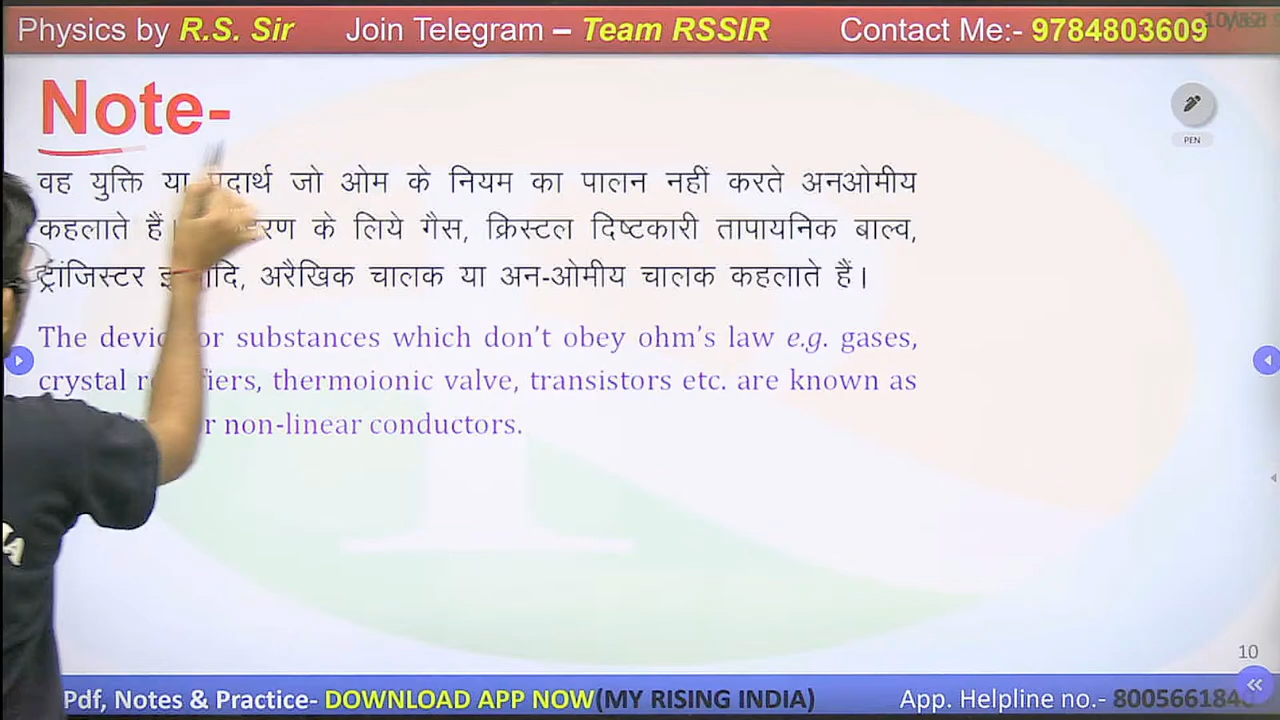 Physics by R.S. Sir Join Telegram – Team RSSIR Contact Me:- 9784803609
Note-
PEN
वह युक्ति या पदार्थ जो ओम के नियम का पालन नहीं करते अनओमीय
कहलाते हैं। के लिये गैस, क्रिस्टल दिष्टकारी तापायनिक बाल्व,
ट्रांजिस्टर अरैखिक चालक या अन-ओमीय चालक कहलाते हैं।
The or substances which don't obey ohm's law e.g. gases,
crystal thermoionic valve, transistors etc. are known as
non-linear conductors.
10
Pdf, Notes & Practice- DOWNLOAD APP NOW(MY RISING INDIA) App. Helpline no.-